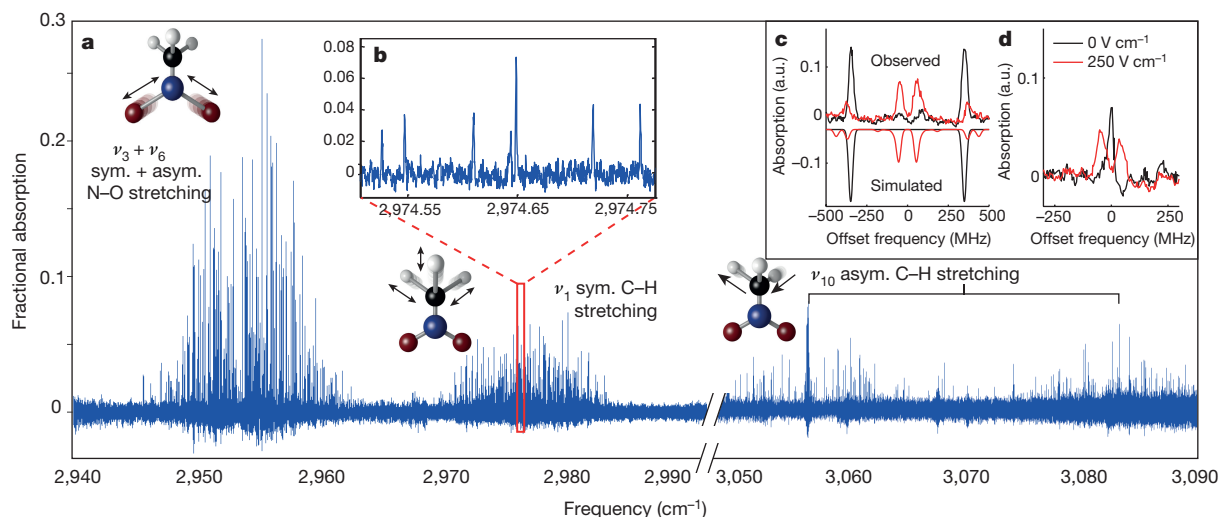 0.3
0.2
0.1
0
Fractional absorption
a
ν3 + ν6
sym. + asym.
N–O stretching
b
0.08
0.06
0.04
0.02
0
2,974.55 2,974.65 2,974.75
ν1 sym. C–H
stretching
c
0.1
0
−0.1
Absorption (a.u.)
Observed
Simulated
−500 −250 0 250 500
Offset frequency (MHz)
d
0 V cm−1
250 V cm−1
0.1
0
Absorption (a.u.)
−250 0 250
Offset frequency (MHz)
ν10 asym. C–H stretching
2,940 2,950 2,960 2,970 2,980 2,990 3,050 3,060 3,070 3,080 3,090
Frequency (cm−1)